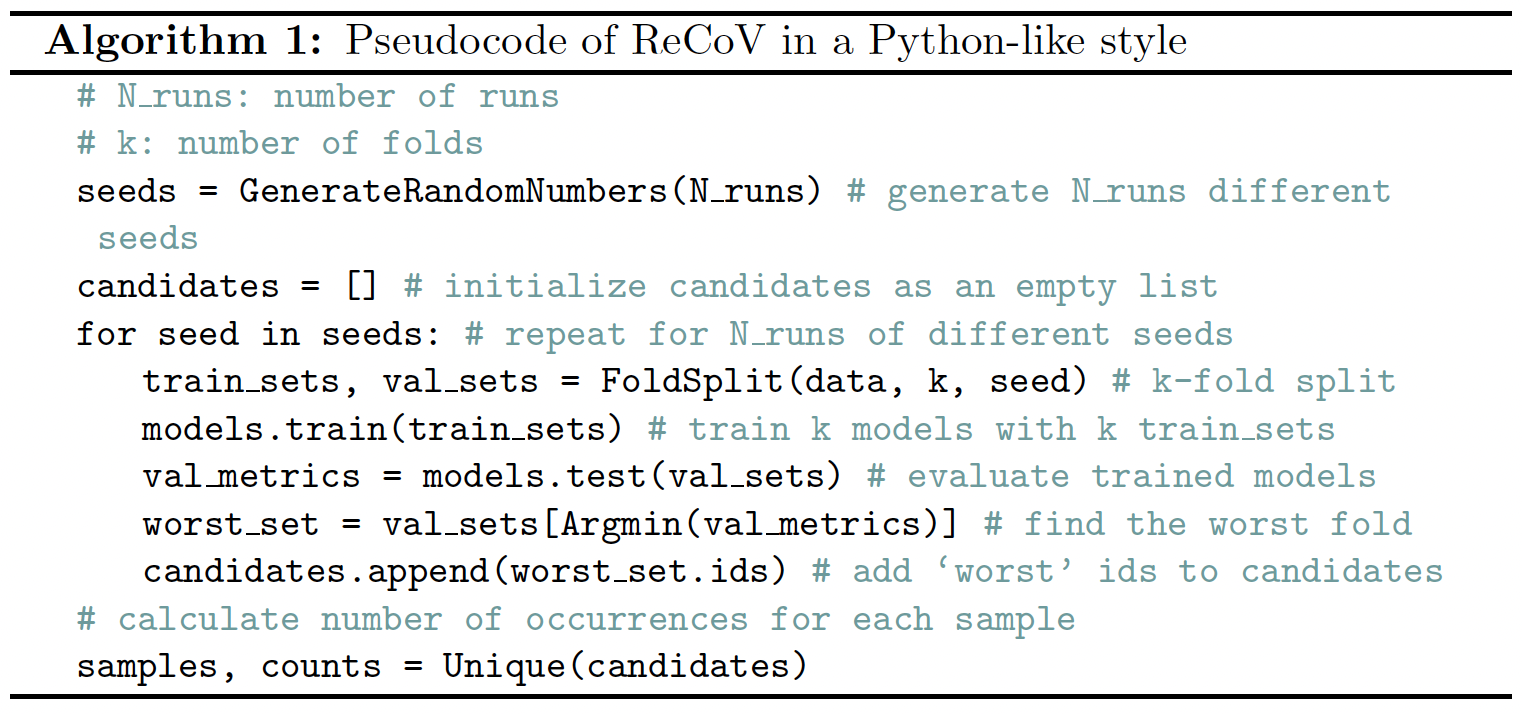 Algorithm 1: Pseudocode of ReCoV in a Python-like style
# N_runs: number of runs
# k: number of folds
seeds = GenerateRandomNumbers(N_runs) # generate N_runs different
seeds
candidates = [] # initialize candidates as an empty list
for seed in seeds: # repeat for N_runs of different seeds
train_sets, val_sets = FoldSplit(data, k, seed) # k-fold split
models.train(train_sets) # train k models with k train_sets
val_metrics = models.test(val_sets) # evaluate trained models
worst_set = val_sets[Argmin(val_metrics)] # find the worst fold
candidates.append(worst_set.ids) # add ‘worst’ ids to candidates
# calculate number of occurrences for each sample
samples, counts = Unique(candidates)